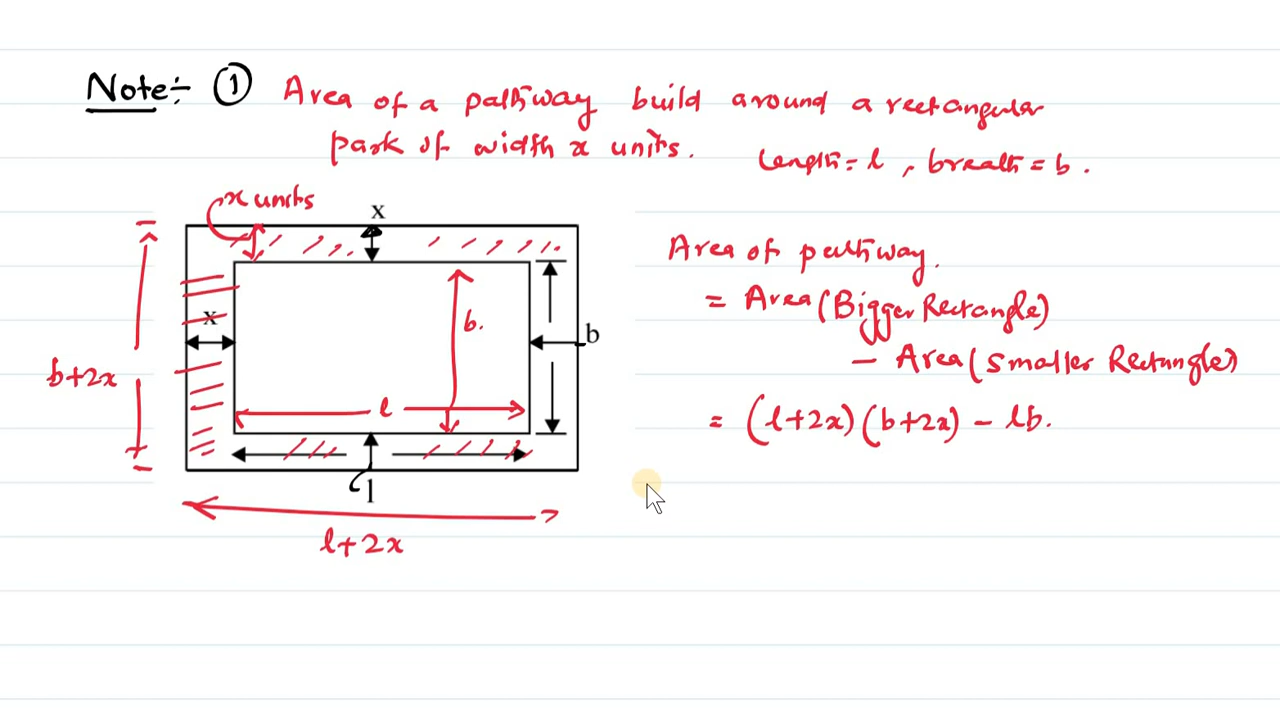 Note:- ① Area of a pathway build around a rectangular
park of width x units. length = l, breath = b.
x units
x
Area of pathway.
= Area (Bigger Rectangle)
x
b.
b
- Area (Smaller Rectangle)
b+2x
l
= (l+2x)(b+2x) - lb.
l
l+2x